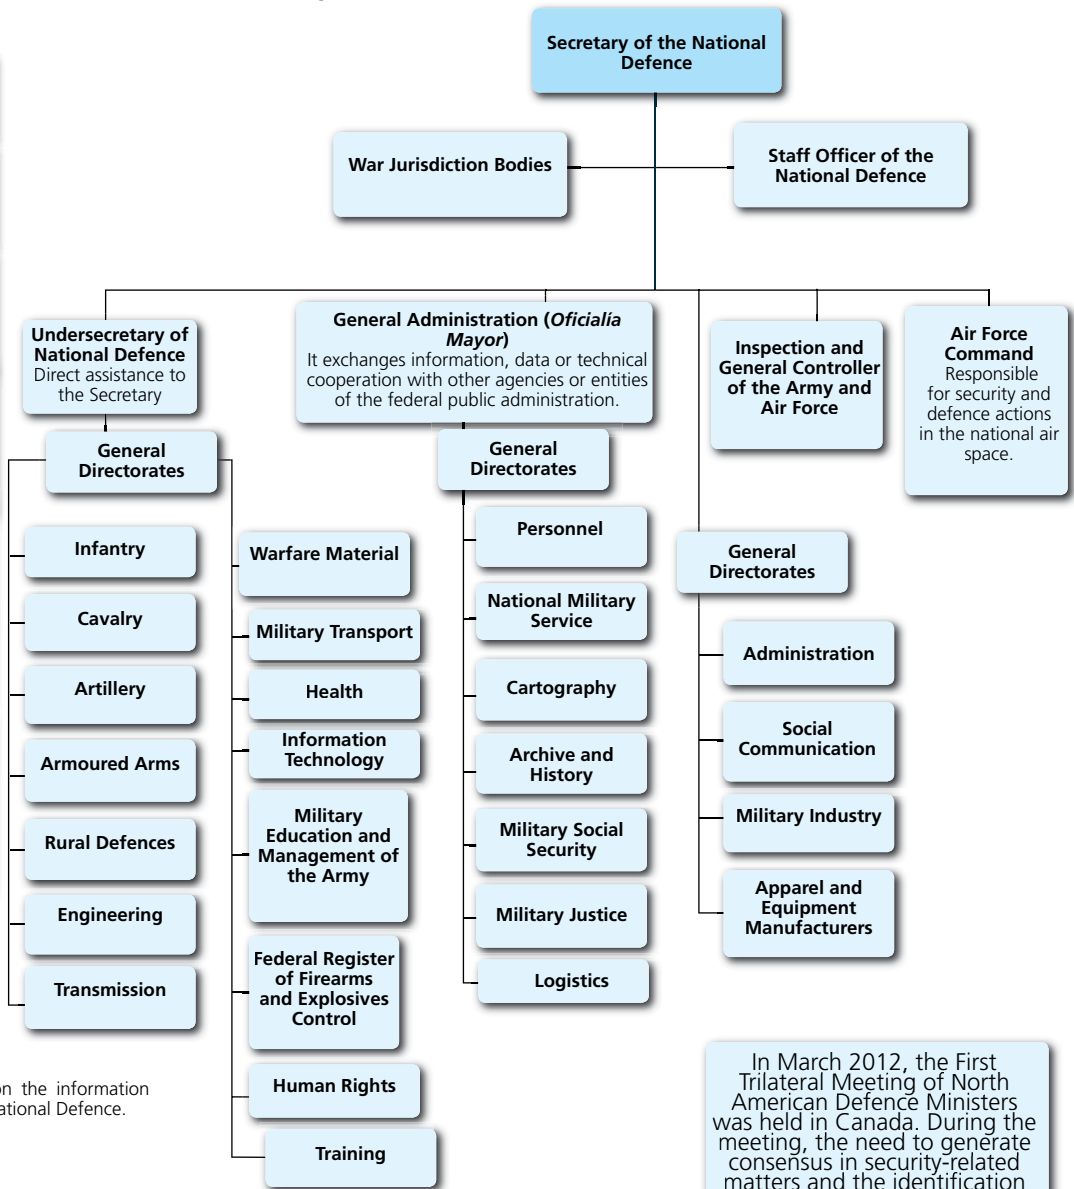 Secretary of the National
Defence
War Jurisdiction Bodies
Staff Officer of the
National Defence
Undersecretary of
National Defence
Direct assistance to
the Secretary
General Administration (Oficialía
Mayor)
It exchanges information, data or technical
cooperation with other agencies or entities
of the federal public administration.
Inspection and
General Controller
of the Army and
Air Force
Air Force
Command
Responsible
for security and
defence actions
in the national air
space.
General
Directorates
Infantry
Cavalry
Artillery
Armoured Arms
Rural Defences
Engineering
Transmission
Warfare Material
Military Transport
Health
Information
Technology
Military
Education and
Management of
the Army
Federal Register
of Firearms
and Explosives
Control
Human Rights
Training
General
Directorates
Personnel
National Military
Service
Cartography
Archive and
History
Military Social
Security
Military Justice
Logistics
General
Directorates
Administration
Social
Communication
Military Industry
Apparel and
Equipment
Manufacturers
on the information
National Defence.
In March 2012, the First
Trilateral Meeting of North
American Defence Ministers
was held in Canada. During the
meeting, the need to generate
consensus in security-related
matters and the identification